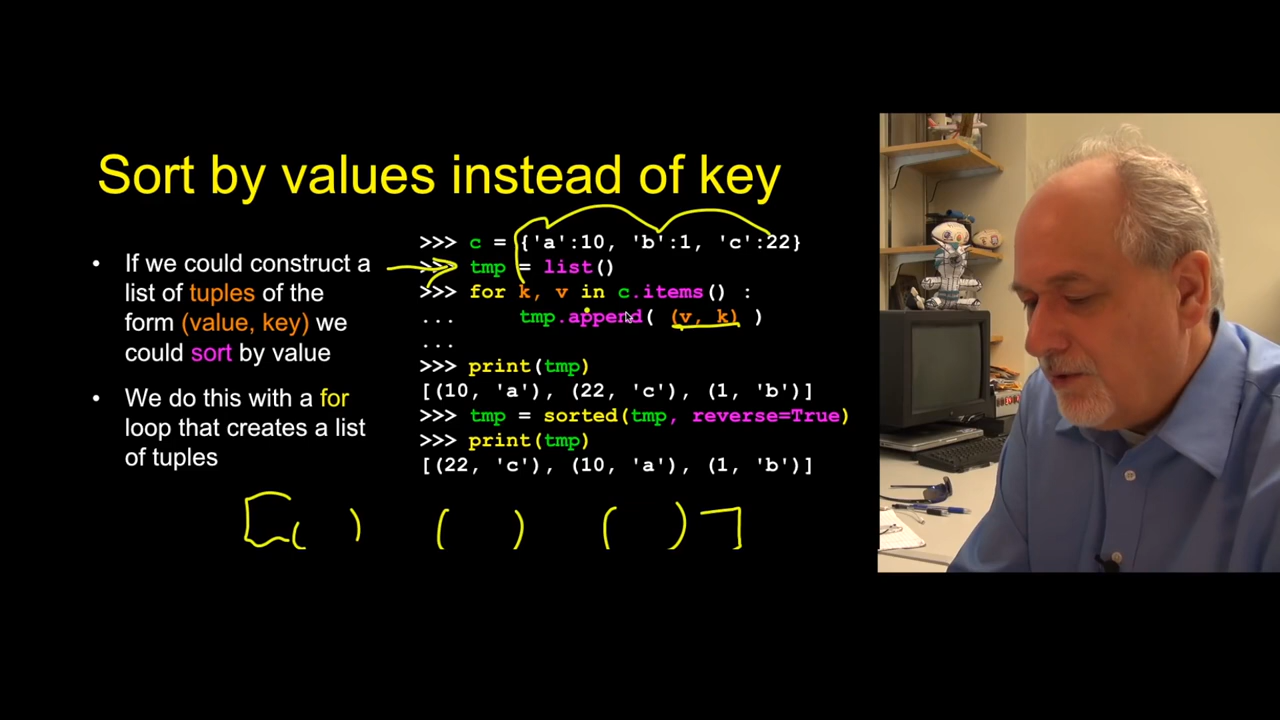 Sort by values instead of key
• If we could construct a
list of tuples of the
form (value, key) we
could sort by value
• We do this with a for
loop that creates a list
of tuples
>>> c = {'a':10, 'b':1, 'c':22}
>>> tmp = list()
>>> for k, v in c.items() :
...     tmp.append( (v, k) )
...
>>> print(tmp)
[(10, 'a'), (22, 'c'), (1, 'b')]
>>> tmp = sorted(tmp, reverse=True)
>>> print(tmp)
[(22, 'c'), (10, 'a'), (1, 'b')]
[( ) ( ) ( )]